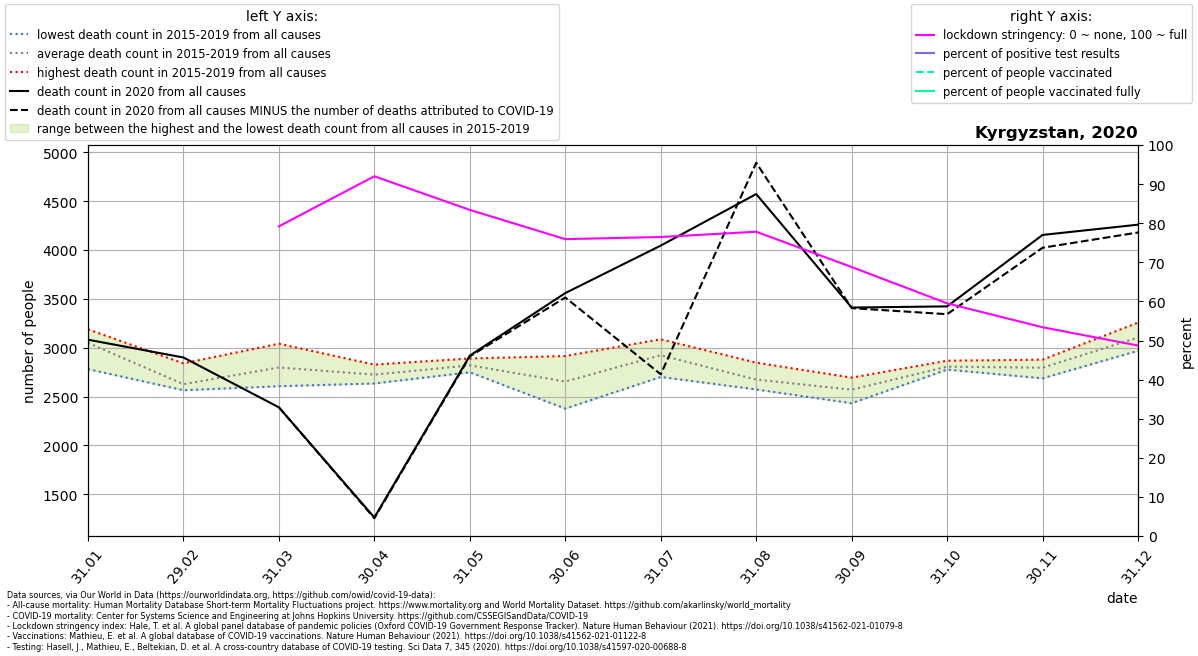 left Y axis:
lowest death count in 2015-2019 from all causes
average death count in 2015-2019 from all causes
highest death count in 2015-2019 from all causes
death count in 2020 from all causes
death count in 2020 from all causes MINUS the number of deaths attributed to COVID-19
range between the highest and the lowest death count from all causes in 2015-2019
right Y axis:
lockdown stringency: 0 ~ none, 100 ~ full
percent of positive test results
percent of people vaccinated
percent of people vaccinated fully
Kyrgyzstan, 2020
number of people
5000
4500
4000
3500
3000
2500
2000
1500
100
90
80
70
60
50
40
30
20
10
0
percent
31.01
29.02
31.03
30.04
31.05
30.06
31.07
31.08
30.09
31.10
30.11
31.12
date
Data sources, via Our World in Data (https://ourworldindata.org, https://github.com/owid/covid-19-data):
- All-cause mortality: Human Mortality Database Short-term Mortality Fluctuations project. https://www.mortality.org and World Mortality Dataset. https://github.com/akarlinsky/world_mortality
- COVID-19 mortality: Center for Systems Science and Engineering at Johns Hopkins University. https://github.com/CSSEGISandData/COVID-19
- Lockdown stringency index: Hale, T. et al. A global panel database of pandemic policies (Oxford COVID-19 Government Response Tracker). Nature Human Behaviour (2021). https://doi.org/10.1038/s41562-021-01079-8
- Vaccinations: Mathieu, E. et al. A global database of COVID-19 vaccinations. Nature Human Behaviour (2021). https://doi.org/10.1038/s41562-021-01122-8
- Testing: Hasell, J., Mathieu, E., Beltekian, D. et al. A cross-country database of COVID-19 testing. Sci Data 7, 345 (2020). https://doi.org/10.1038/s41597-020-00688-8